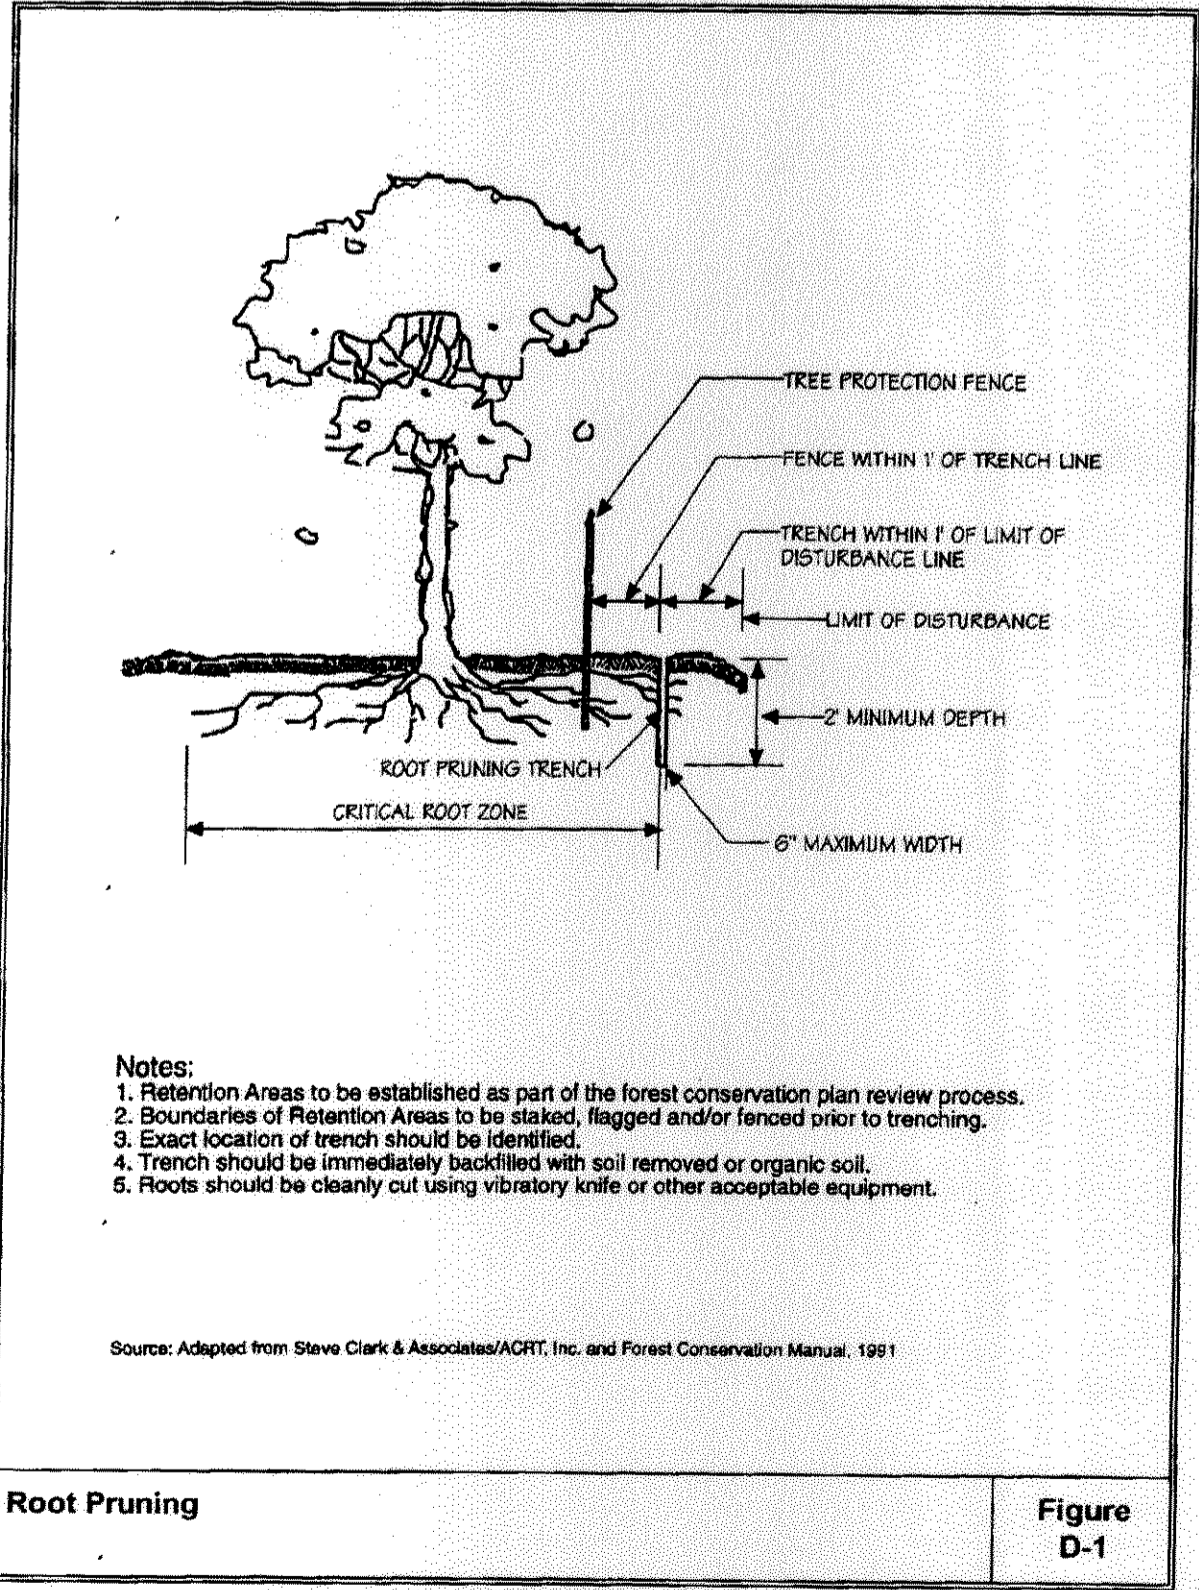 TREE PROTECTION FENCE
FENCE WITHIN 1' OF TRENCH LINE
TRENCH WITHIN 1' OF LIMIT OF
DISTURBANCE LINE
LIMIT OF DISTURBANCE
2' MINIMUM DEPTH
ROOT PRUNING TRENCH
CRITICAL ROOT ZONE
6" MAXIMUM WIDTH
Notes:
1. Retention Areas to be established as part of the forest conservation plan review process.
2. Boundaries of Retention Areas to be staked, flagged and/or fenced prior to trenching.
3. Exact location of trench should be identified.
4. Trench should be immediately backfilled with soil removed or organic soil.
5. Roots should be cleanly cut using vibratory knife or other acceptable equipment.
Source: Adapted from Steve Clark & Associates/ACRT, Inc. and Forest Conservation Manual, 1991
Root Pruning
Figure
D-1